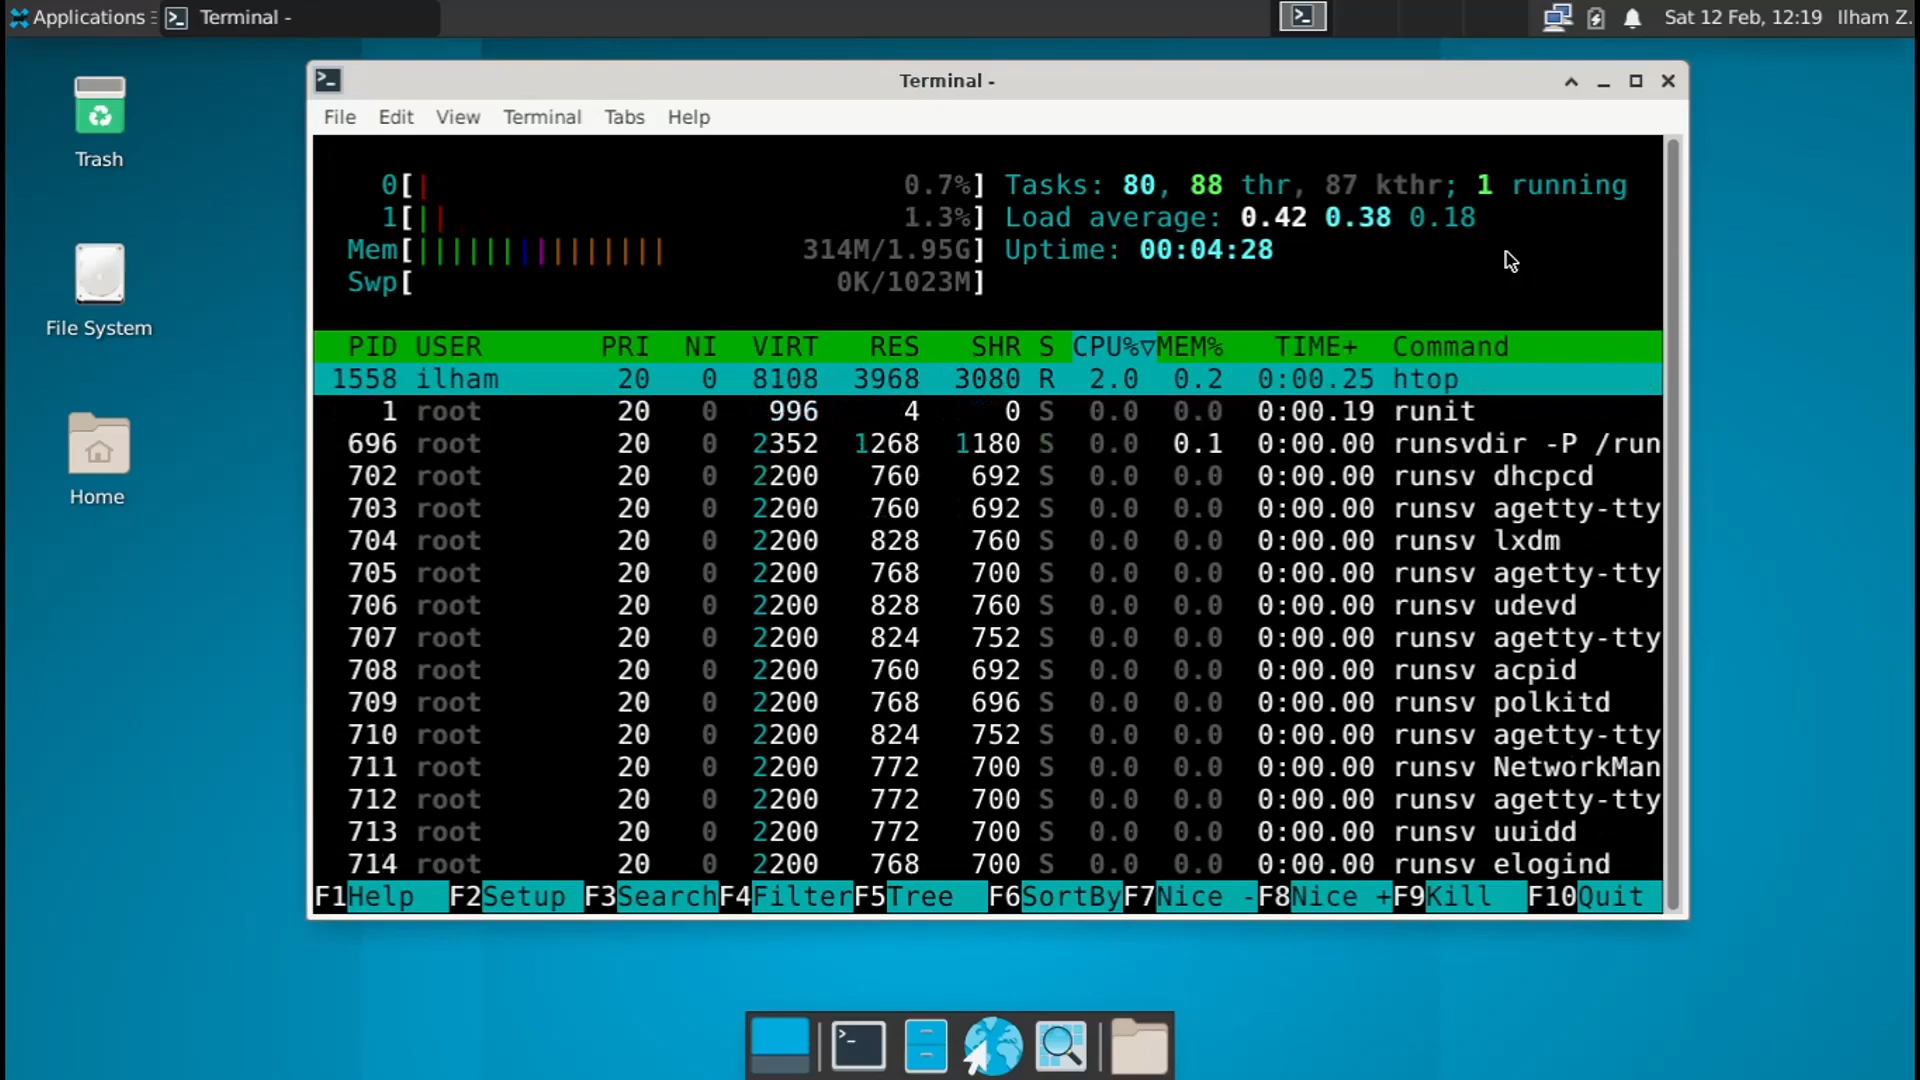 Applications
Terminal -
Sat 12 Feb, 12:19
Ilham Z.
Trash
File System
Home
Terminal -
File Edit View Terminal Tabs Help
0[| 0.7%] Tasks: 80, 88 thr, 87 kthr; 1 running
1[|| 1.3%] Load average: 0.42 0.38 0.18
Mem[||||||||||||||| 314M/1.95G] Uptime: 00:04:28
Swp[ 0K/1023M]
PID USER PRI NI VIRT RES SHR S CPU%▽MEM% TIME+ Command
1558 ilham 20 0 8108 3968 3080 R 2.0 0.2 0:00.25 htop
1 root 20 0 996 4 0 S 0.0 0.0 0:00.19 runit
696 root 20 0 2352 1268 1180 S 0.0 0.1 0:00.00 runsvdir -P /run
702 root 20 0 2200 760 692 S 0.0 0.0 0:00.00 runsv dhcpcd
703 root 20 0 2200 760 692 S 0.0 0.0 0:00.00 runsv agetty-tty
704 root 20 0 2200 828 760 S 0.0 0.0 0:00.00 runsv lxdm
705 root 20 0 2200 768 700 S 0.0 0.0 0:00.00 runsv agetty-tty
706 root 20 0 2200 828 760 S 0.0 0.0 0:00.00 runsv udevd
707 root 20 0 2200 824 752 S 0.0 0.0 0:00.00 runsv agetty-tty
708 root 20 0 2200 760 692 S 0.0 0.0 0:00.00 runsv acpid
709 root 20 0 2200 768 696 S 0.0 0.0 0:00.00 runsv polkitd
710 root 20 0 2200 824 752 S 0.0 0.0 0:00.00 runsv agetty-tty
711 root 20 0 2200 772 700 S 0.0 0.0 0:00.00 runsv NetworkMan
712 root 20 0 2200 772 700 S 0.0 0.0 0:00.00 runsv agetty-tty
713 root 20 0 2200 772 700 S 0.0 0.0 0:00.00 runsv uuidd
714 root 20 0 2200 768 700 S 0.0 0.0 0:00.00 runsv elogind
F1Help F2Setup F3SearchF4FilterF5Tree F6SortByF7Nice -F8Nice +F9Kill F10Quit